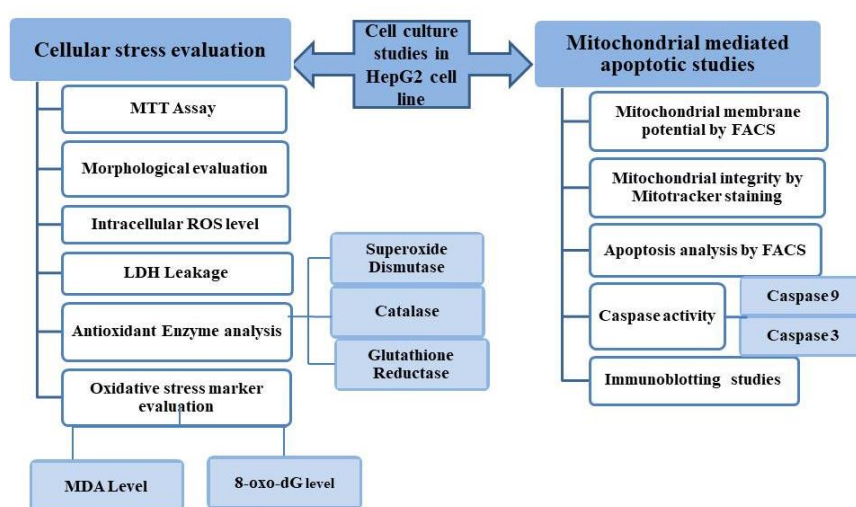 Cellular stress evaluation
Cell culture
studies in
HepG2 cell
line
Mitochondrial mediated
apoptotic studies
MTT Assay
Morphological evaluation
Intracellular ROS level
LDH Leakage
Antioxidant Enzyme analysis
Superoxide
Dismutase
Catalase
Glutathione
Reductase
Oxidative stress marker
evaluation
MDA Level
8-oxo-dG level
Mitochondrial membrane
potential by FACS
Mitochondrial integrity by
Mitotracker staining
Apoptosis analysis by FACS
Caspase activity
Caspase 9
Caspase 3
Immunoblotting studies